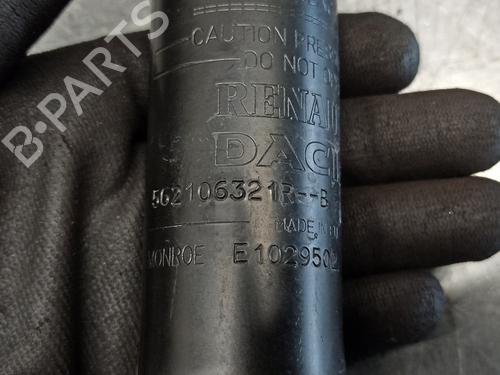 CAUTION PRES
DO NOT
RENAU
DACI
562106321R--B
MADE IN
MONROE E1029502
B-PARTS